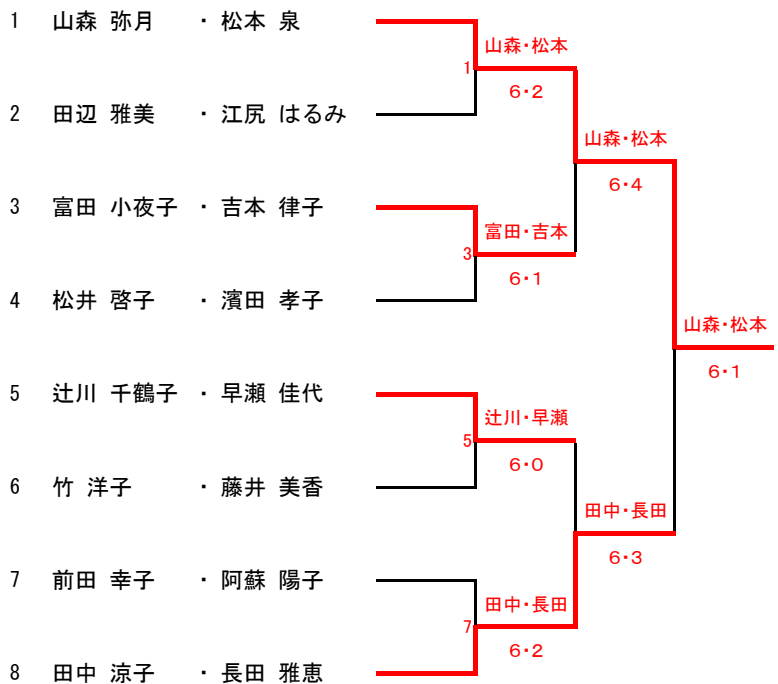 1 山森 弥月 ・ 松本 泉
山森・松本
1
6・2
2 田辺 雅美 ・ 江尻 はるみ
山森・松本
6・4
3 富田 小夜子 ・ 吉本 律子
富田・吉本
3
6・1
4 松井 啓子 ・ 濱田 孝子
山森・松本
6・1
5 辻川 千鶴子 ・ 早瀬 佳代
辻川・早瀬
5
6・0
6 竹 洋子 ・ 藤井 美香
田中・長田
6・3
7 前田 幸子 ・ 阿蘇 陽子
田中・長田
7
6・2
8 田中 涼子 ・ 長田 雅恵